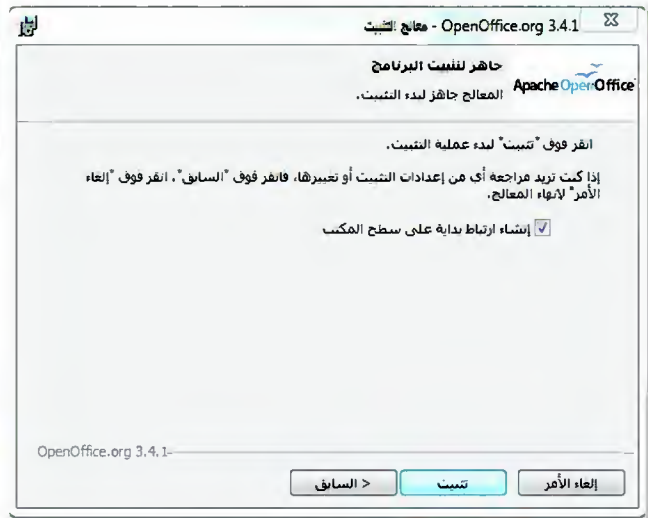 OpenOffice.org 3.4.1 - معالج التثبيت
جاهز لتثبيت البرنامج
المعالج جاهز لبدء التثبيت.
Apache OpenOffice
انقر فوق "تثبيت" لبدء عملية التثبيت.
إذا كنت تريد مراجعة أي من إعدادات التثبيت أو تغييرها، فانقر فوق "السابق". انقر فوق "إلغاء
الأمر" لإنهاء المعالج.
إنشاء ارتباط بداية على سطح المكتب
OpenOffice.org 3.4.1
إلغاء الأمر
تثبيت
< السابق